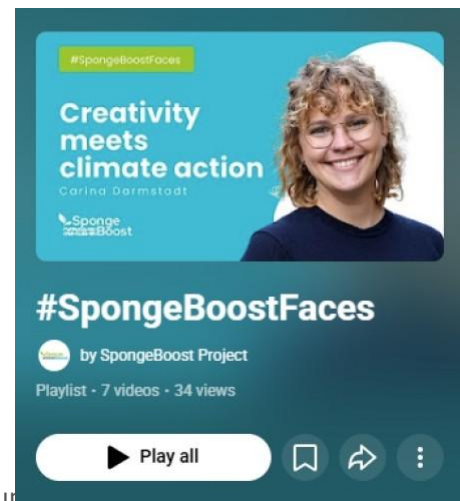 #SpongeBoostFaces
Creativity
meets
climate action
Carina Darmstadt
Sponge
Boost
#SpongeBoostFaces
by SpongeBoost Project
Playlist • 7 videos • 34 views
Play all